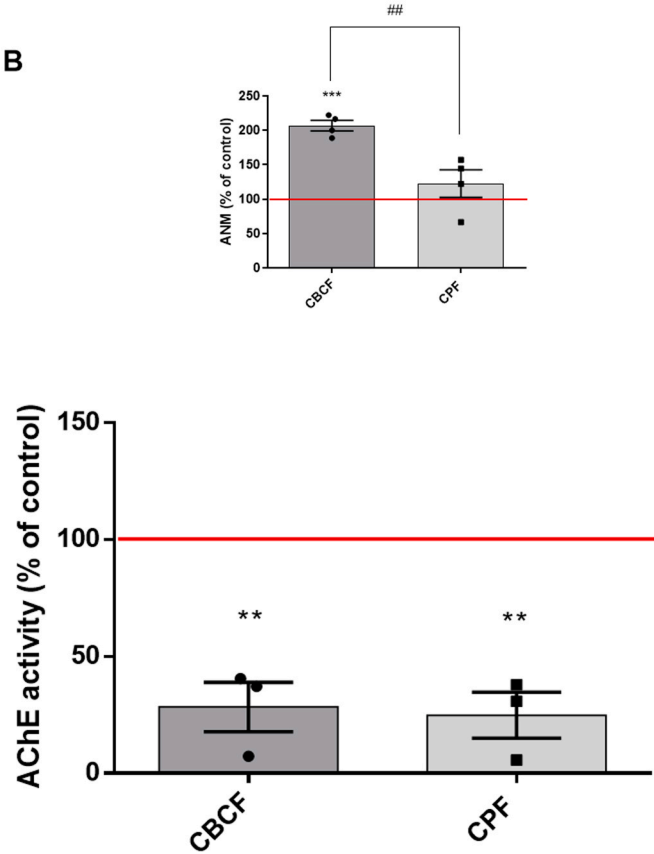 ##
B
***
250
200
150
100
50
0
ANM (% of control)
CBCF
CPF
150
100
50
0
AChE activity (% of control)
**
**
CBCF
CPF